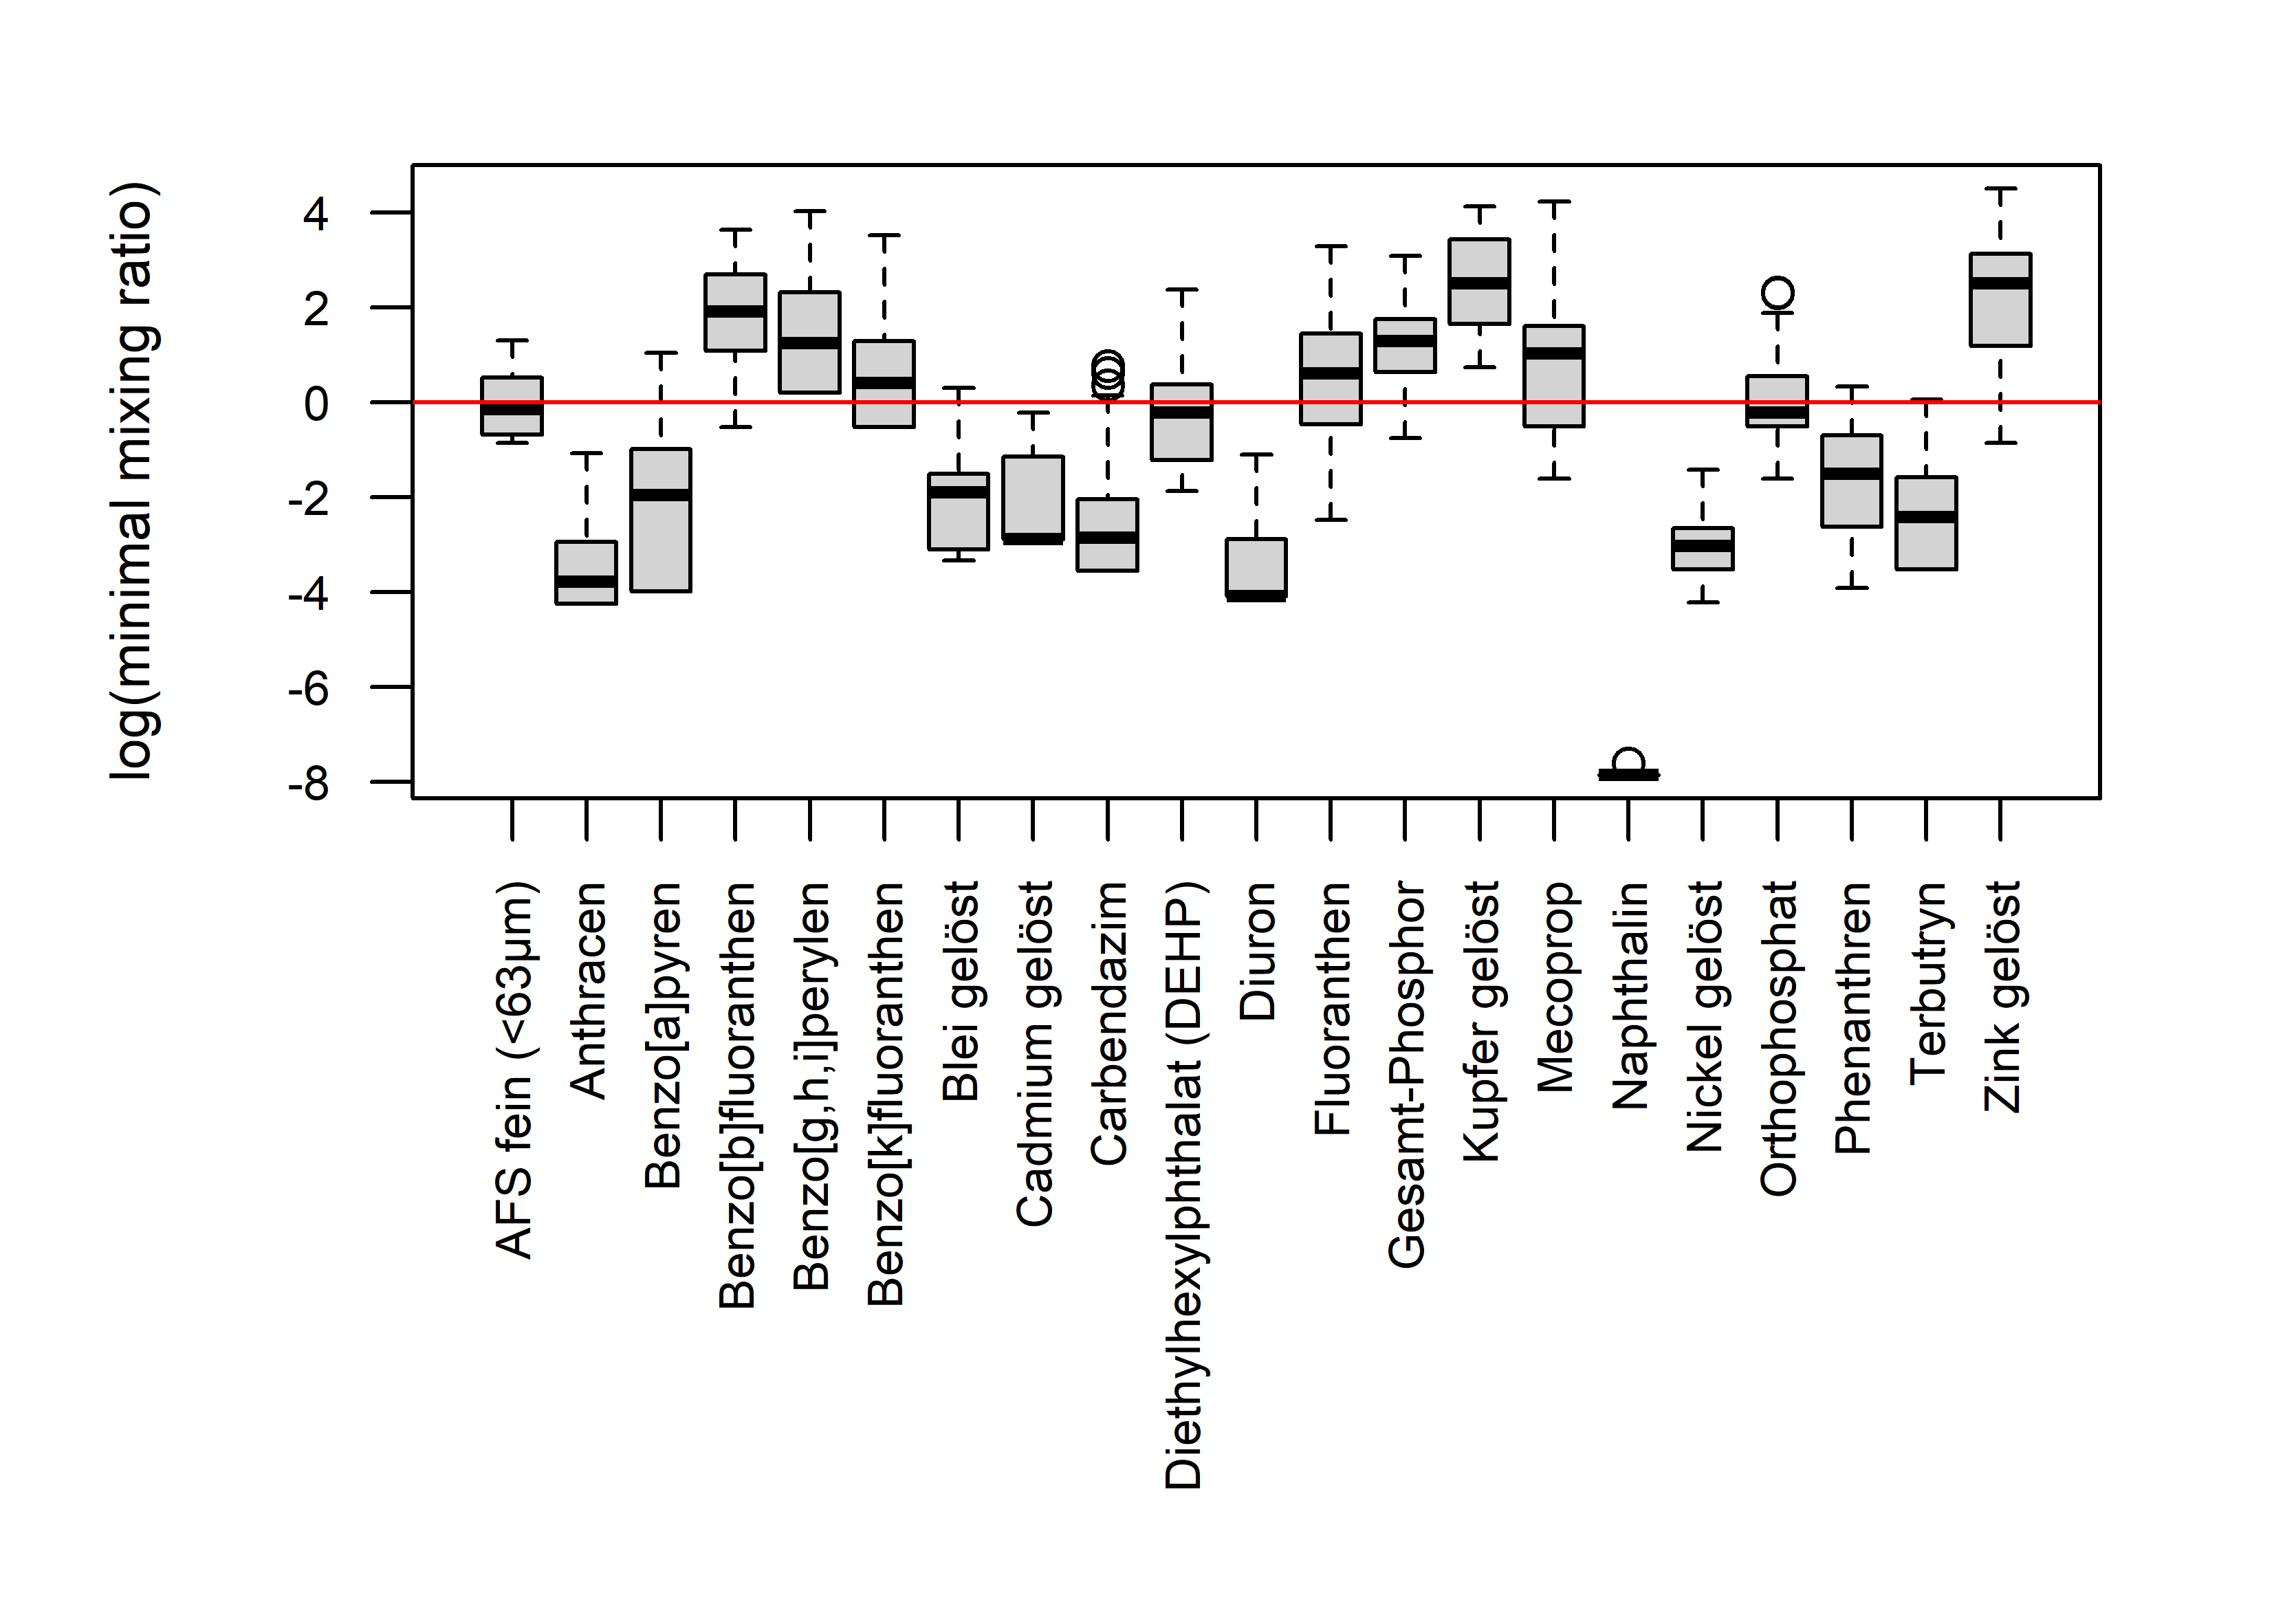 log(minimal mixing ratio)
4
2
0
-2
-4
-6
-8
AFS fein (<63µm)
Anthracen
Benzo[a]pyren
Benzo[b]fluoranthen
Benzo[g,h,i]perylen
Benzo[k]fluoranthen
Blei gelöst
Cadmium gelöst
Carbendazim
Diethylhexylphthalat (DEHP)
Diuron
Fluoranthen
Gesamt-Phosphor
Kupfer gelöst
Mecoprop
Naphthalin
Nickel gelöst
Orthophosphat
Phenanthren
Terbutryn
Zink gelöst